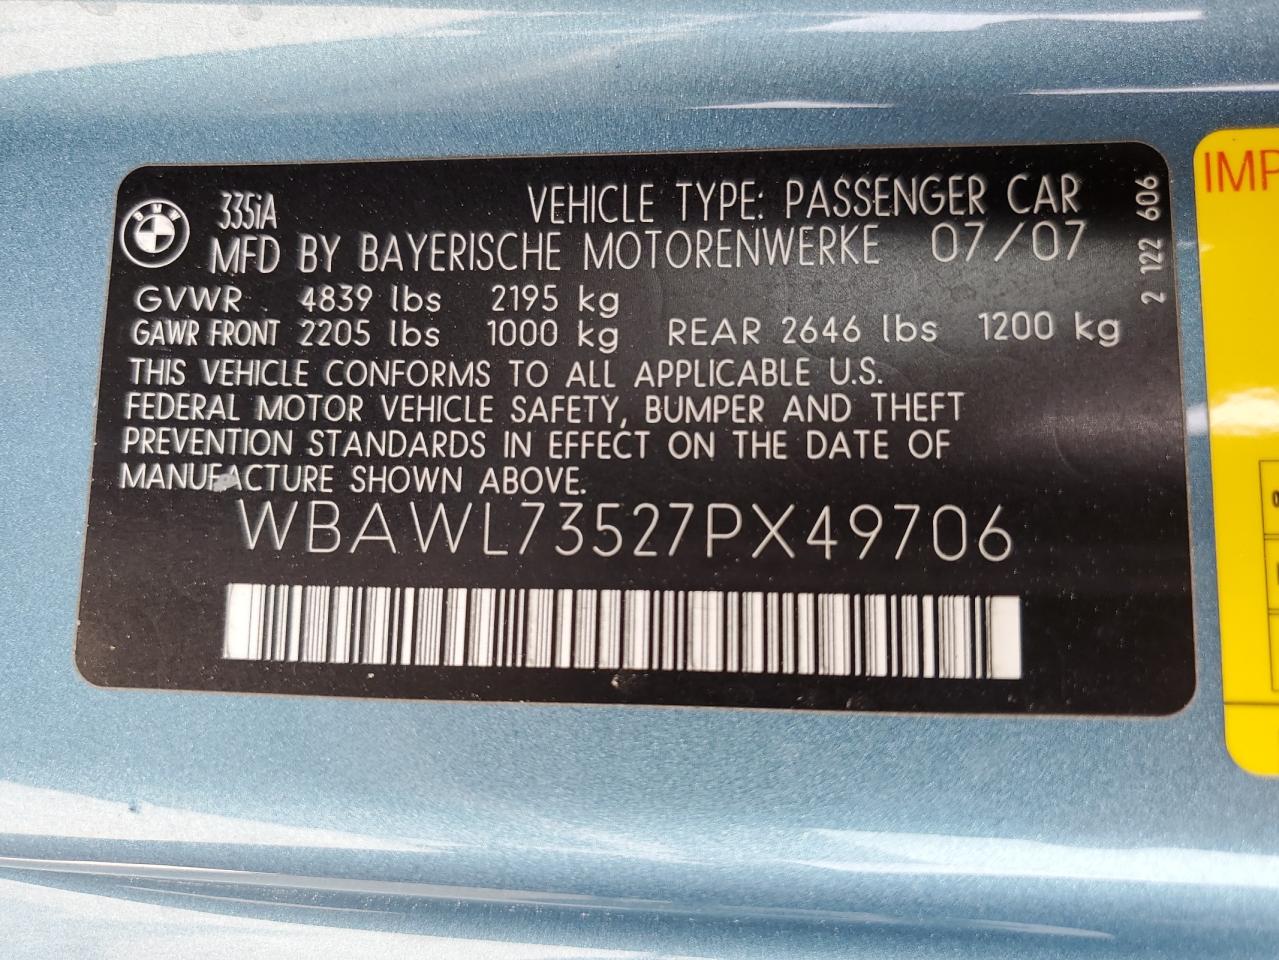 BMW
335iA VEHICLE TYPE: PASSENGER CAR
MFD BY BAYERISCHE MOTORENWERKE 07/07
GVWR 4839 lbs 2195 kg
GAWR FRONT 2205 lbs 1000 kg REAR 2646 lbs 1200 kg
THIS VEHICLE CONFORMS TO ALL APPLICABLE U.S.
FEDERAL MOTOR VEHICLE SAFETY, BUMPER AND THEFT
PREVENTION STANDARDS IN EFFECT ON THE DATE OF
MANUFACTURE SHOWN ABOVE.
WBAWL73527PX49706
2 122 606
IMP